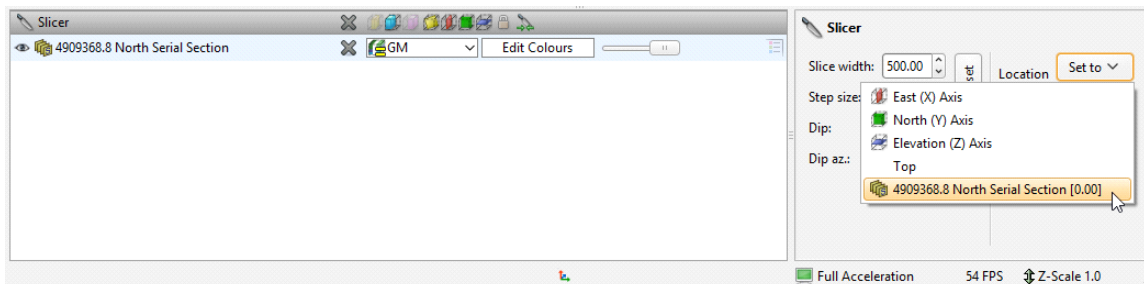 Slicer
4909368.8 North Serial Section
GM
Edit Colours
Slicer
Slice width: 500.00
set
Location
Set to
Step size:
East (X) Axis
North (Y) Axis
Dip:
Elevation (Z) Axis
Dip az.:
Top
4909368.8 North Serial Section [0.00]
Full Acceleration
54 FPS
Z-Scale 1.0